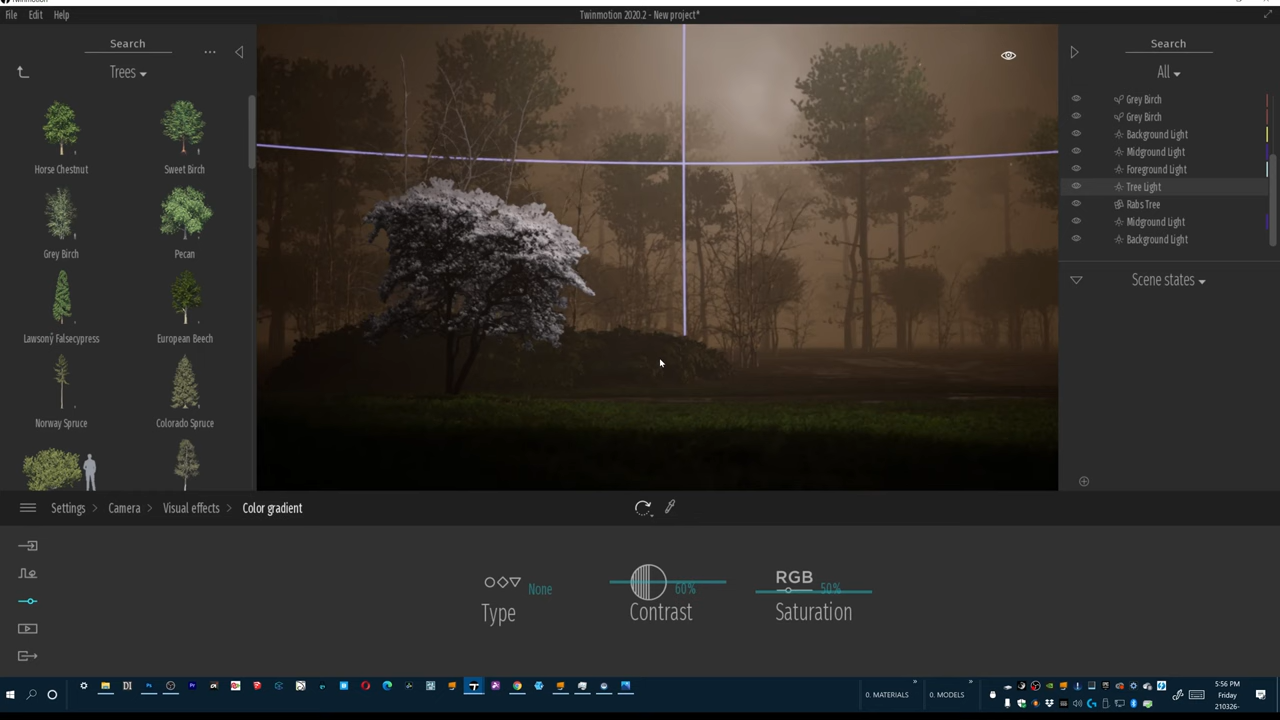 Twinmotion
File Edit Help
Twinmotion 2020.2 - New project*
Search
...
Trees
Horse Chestnut
Sweet Birch
Grey Birch
Pecan
Lawsony Falsecypress
European Beech
Norway Spruce
Colorado Spruce
Search
All
Grey Birch
Grey Birch
Background Light
Midground Light
Foreground Light
Tree Light
Rabs Tree
Midground Light
Background Light
Scene states
Settings > Camera > Visual effects > Color gradient
None
Type
60%
Contrast
RGB
50%
Saturation
0. MATERIALS
»
0. MODELS
»
5:56 PM
Friday
210326-